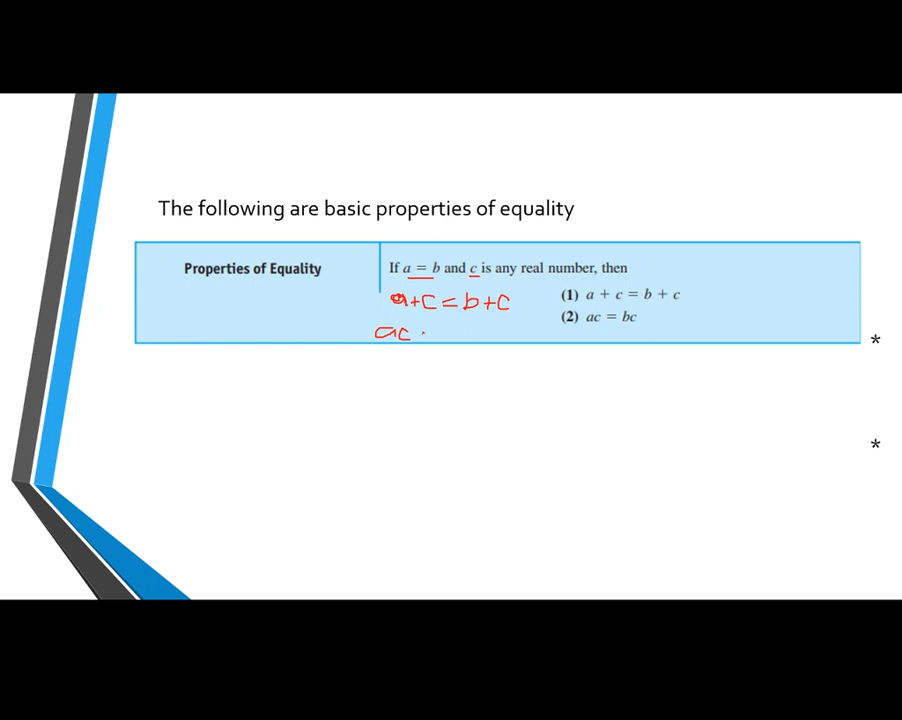 The following are basic properties of equality
Properties of Equality
If a = b and c is any real number, then
(1) a + c = b + c
(2) ac = bc
a+c=b+c
ac
*
*